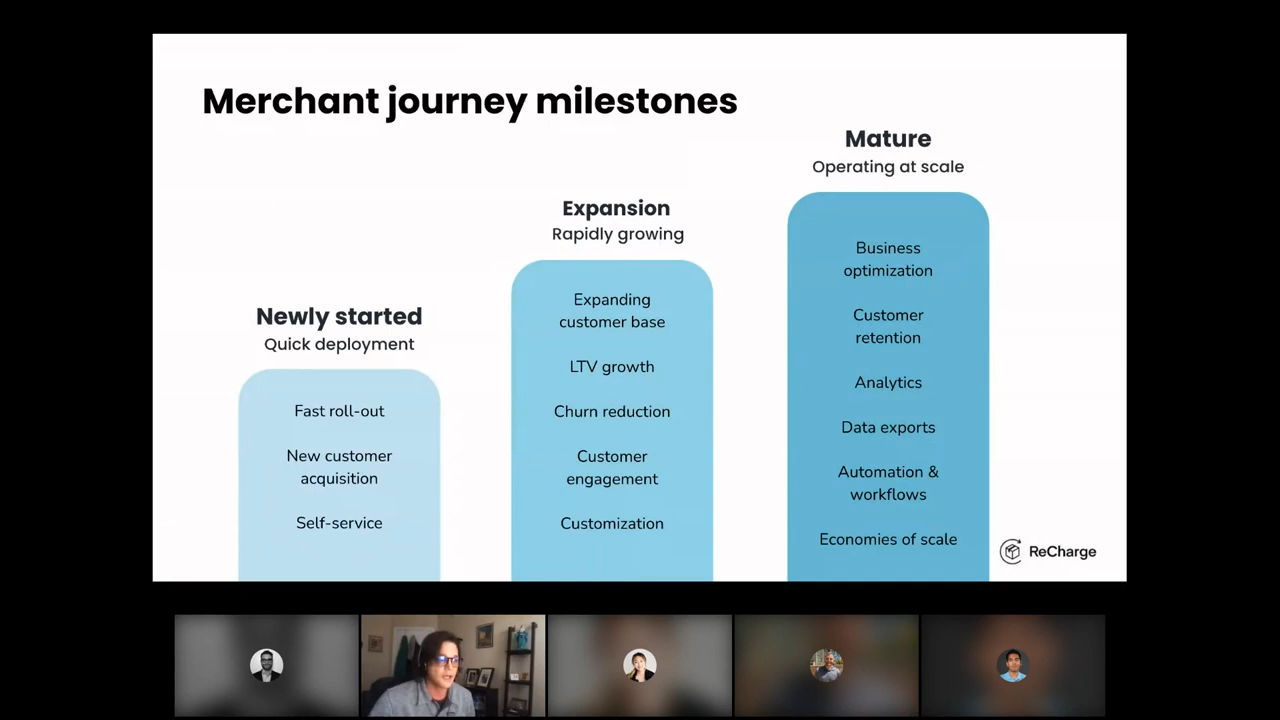 Merchant journey milestones
Newly started
Quick deployment
Fast roll-out
New customer
acquisition
Self-service
Expansion
Rapidly growing
Expanding
customer base
LTV growth
Churn reduction
Customer
engagement
Customization
Mature
Operating at scale
Business
optimization
Customer
retention
Analytics
Data exports
Automation &
workflows
Economies of scale
ReCharge